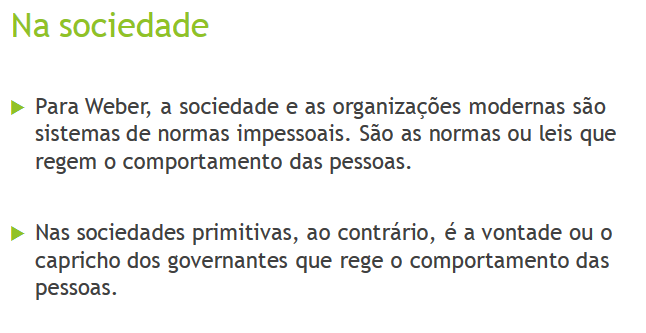 Na sociedade
Para Weber, a sociedade e as organizações modernas são
sistemas de normas impessoais. São as normas ou leis que
regem o comportamento das pessoas.
Nas sociedades primitivas, ao contrário, é a vontade ou o
capricho dos governantes que rege o comportamento das
pessoas.